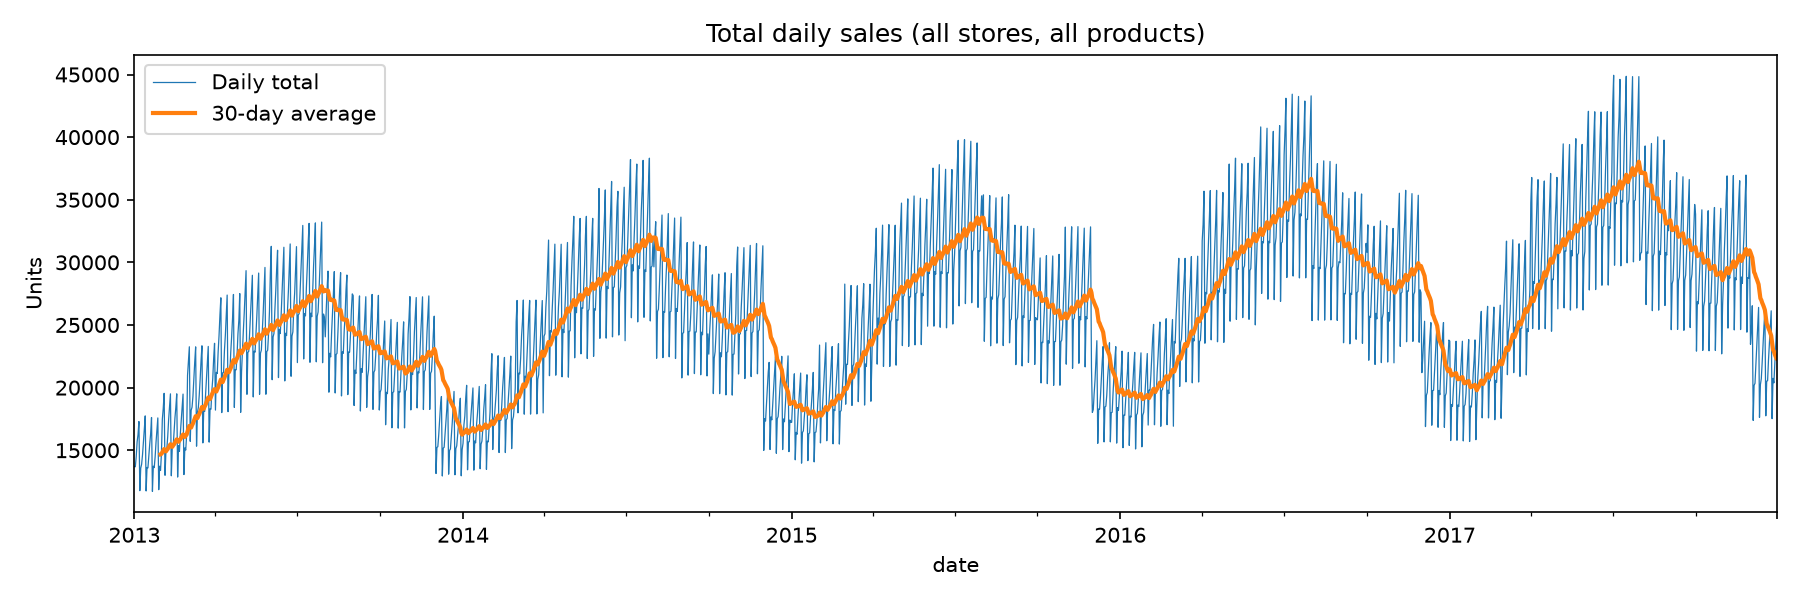 Total daily sales (all stores, all products)
Daily total
30-day average
45000
40000
35000
30000
25000
20000
15000
Units
2013
2014
2015
2016
2017
date